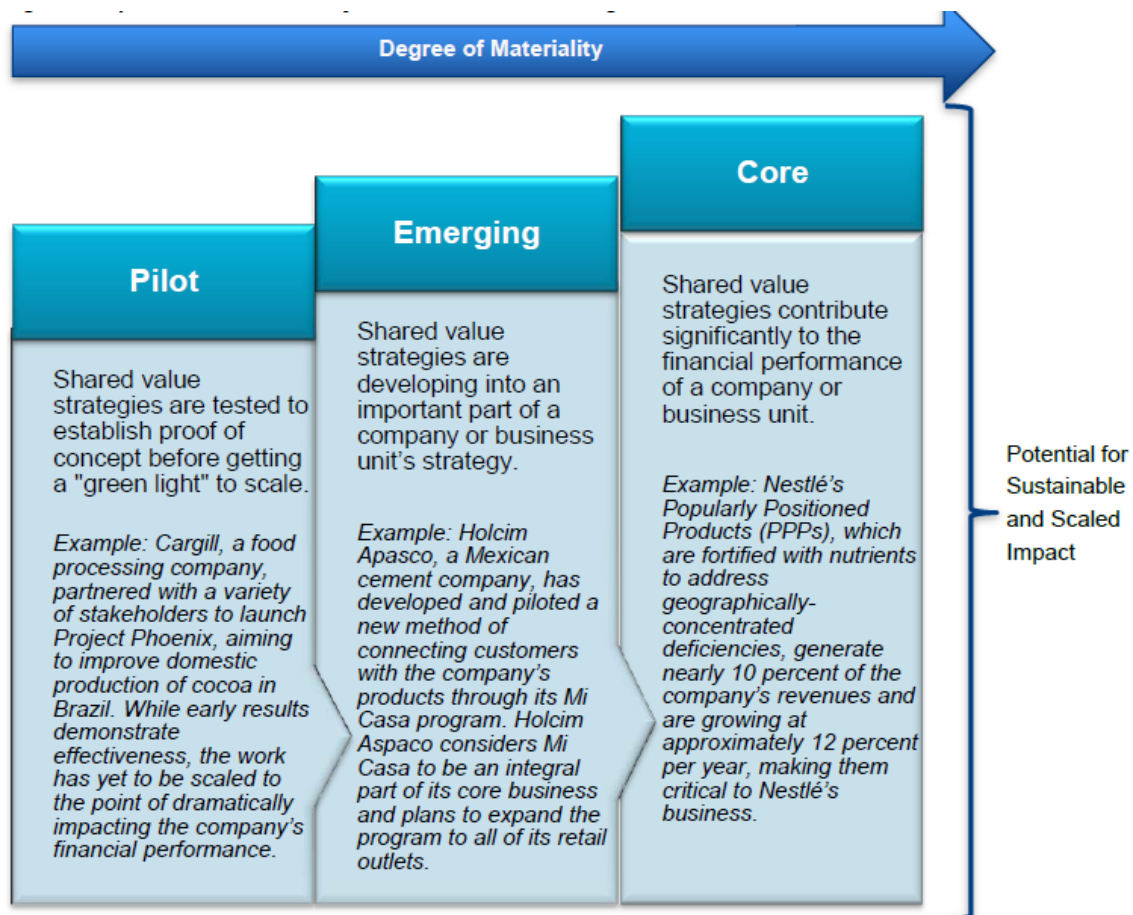 Degree of Materiality
Pilot
Shared value
strategies are tested to
establish proof of
concept before getting
a "green light" to scale.
Example: Cargill, a food
processing company,
partnered with a variety
of stakeholders to launch
Project Phoenix, aiming
to improve domestic
production of cocoa in
Brazil. While early results
demonstrate
effectiveness, the work
has yet to be scaled to
the point of dramatically
impacting the company’s
financial performance.
Emerging
Shared value
strategies are
developing into an
important part of a
company or business
unit’s strategy.
Example: Holcim
Apasco, a Mexican
cement company, has
developed and piloted a
new method of
connecting customers
with the company’s
products through its Mi
Casa program. Holcim
Aspaco considers Mi
Casa to be an integral
part of its core business
and plans to expand the
program to all of its retail
outlets.
Core
Shared value
strategies contribute
significantly to the
financial performance
of a company or
business unit.
Example: Nestlé’s
Popularly Positioned
Products (PPPs), which
are fortified with nutrients
to address
geographically-
concentrated
deficiencies, generate
nearly 10 percent of the
company’s revenues and
are growing at
approximately 12 percent
per year, making them
critical to Nestlé’s
business.
Potential for
Sustainable
and Scaled
Impact